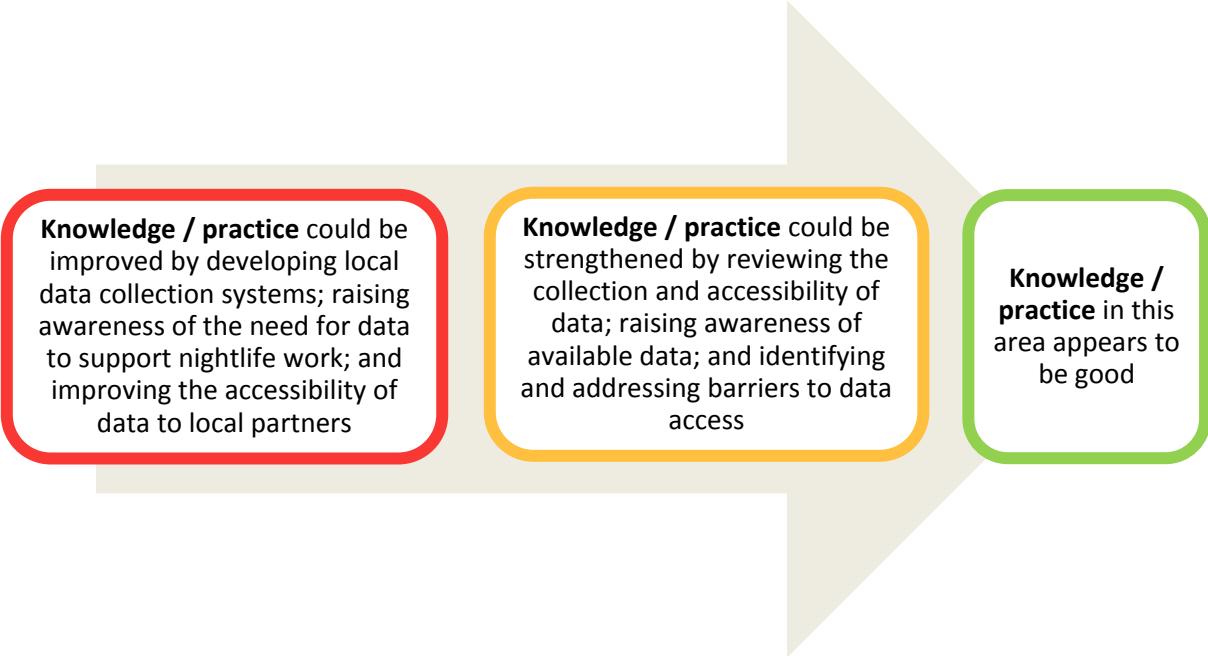 Knowledge / practice could be
improved by developing local
data collection systems; raising
awareness of the need for data
to support nightlife work; and
improving the accessibility of
data to local partners
Knowledge / practice could be
strengthened by reviewing the
collection and accessibility of
data; raising awareness of
available data; and identifying
and addressing barriers to data
access
Knowledge /
practice in this
area appears to
be good